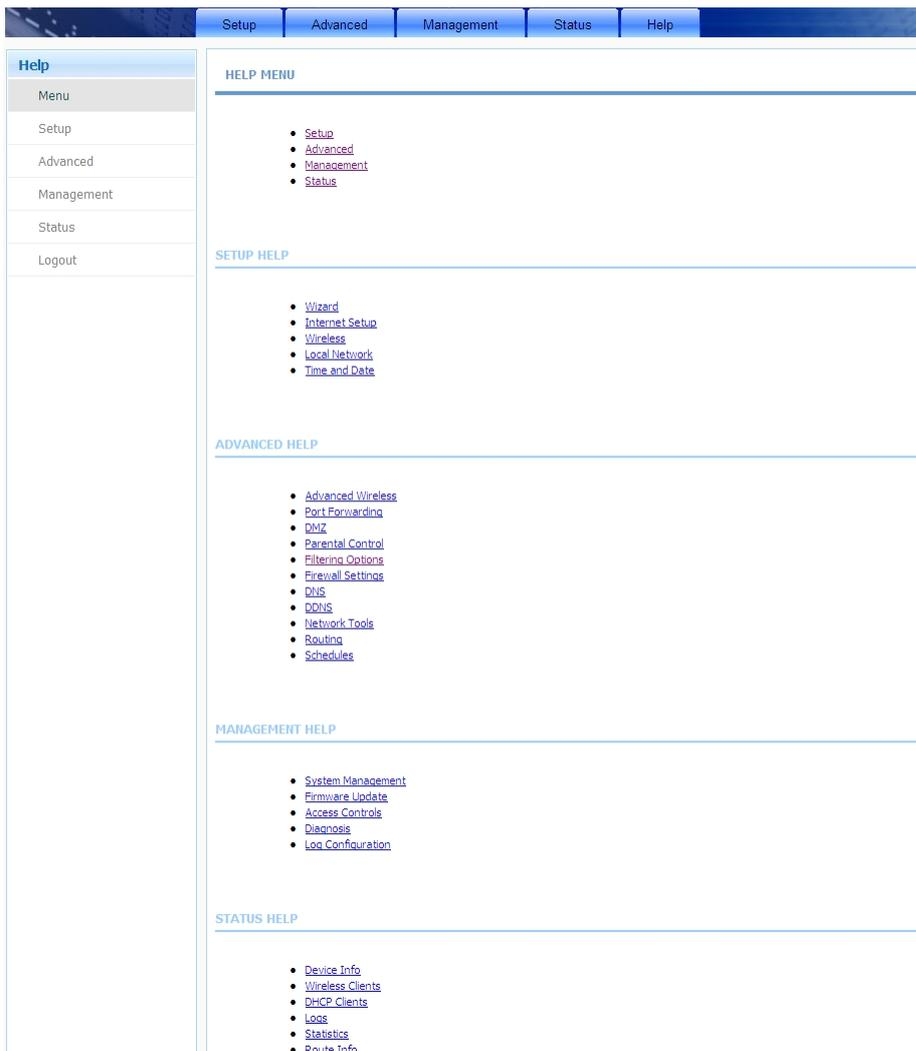 Setup Advanced Management Status Help
Help
Menu
Setup
Advanced
Management
Status
Logout
HELP MENU
Setup
Advanced
Management
Status
SETUP HELP
Wizard
Internet Setup
Wireless
Local Network
Time and Date
ADVANCED HELP
Advanced Wireless
Port Forwarding
DMZ
Parental Control
Filtering Options
Firewall Settings
DNS
DDNS
Network Tools
Routing
Schedules
MANAGEMENT HELP
System Management
Firmware Update
Access Controls
Diagnosis
Log Configuration
STATUS HELP
Device Info
Wireless Clients
DHCP Clients
Logs
Statistics
Route Info